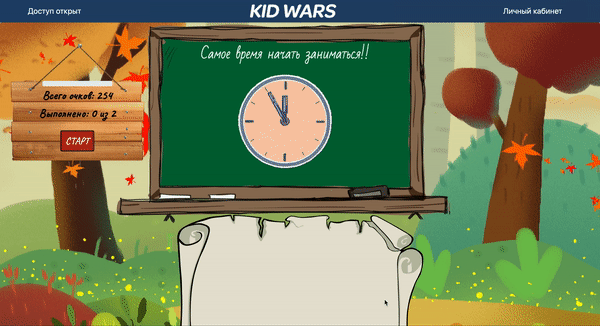 Доступ открыт
KID WARS
Личный кабинет
Самое время начать заниматься!!
Всего очков: 254
Выполнено: 0 из 2
СТАРТ